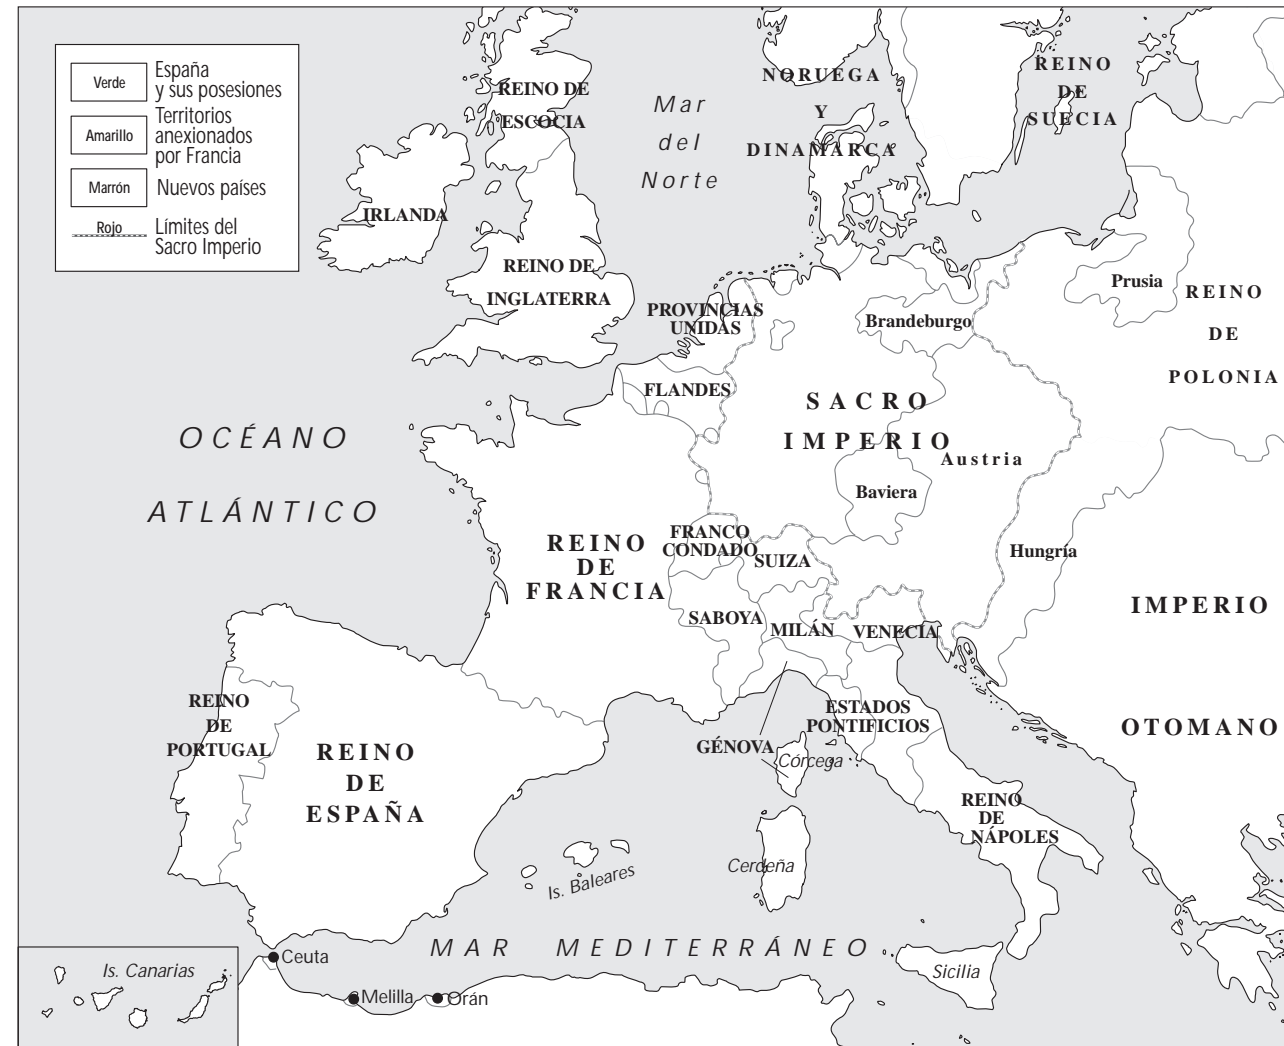 Verde
España
y sus posesiones
Amarillo
Territorios
anexionados
por Francia
Marrón
Nuevos países
Rojo
Límites del
Sacro Imperio
REINO DE
ESCOCIA
IRLANDA
REINO DE
INGLATERRA
Mar
del
Norte
NORUEGA
Y
DINAMARCA
REINO
DE
SUECIA
PROVINCIAS
UNIDAS
FLANDES
Brandeburgo
Prusia
REINO
DE
POLONIA
SACRO
IMPERIO
Austria
Baviera
OCÉANO
ATLÁNTICO
REINO
DE
FRANCIA
FRANCO
CONDADO
SUIZA
Hungría
SABOYA
MILÁN
VENECIA
IMPERIO
OTOMANO
REINO
DE
PORTUGAL
REINO
DE
ESPAÑA
ESTADOS
PONTIFICIOS
GÉNOVA
Córcega
REINO
DE
NÁPOLES
Cerdeña
Is. Baleares
MAR MEDITERRÁNEO
Sicilia
Ceuta
Melilla
Orán
Is. Canarias